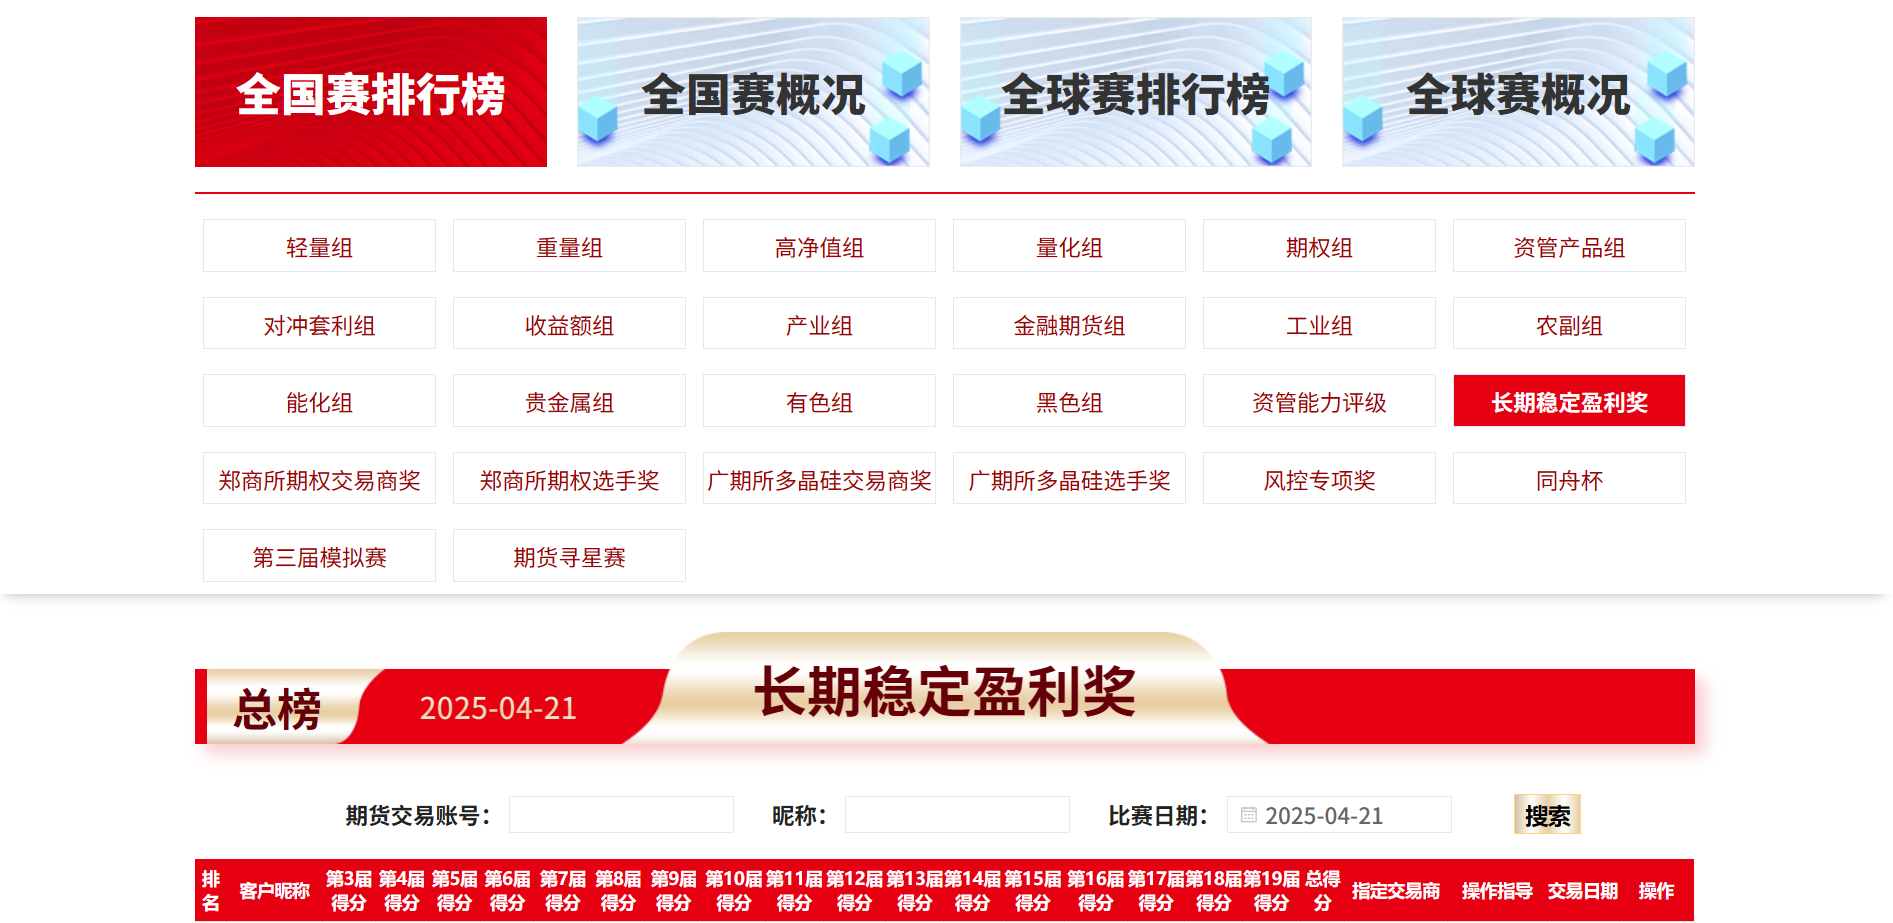 全国赛排行榜 全国赛概况 全球赛排行榜 全球赛概况
轻量组 重量组 高净值组 量化组 期权组 资管产品组
对冲套利组 收益额组 产业组 金融期货组 工业组 农副组
能化组 贵金属组 有色组 黑色组 资管能力评级 长期稳定盈利奖
郑商所期权交易商奖 郑商所期权选手奖 广期所多晶硅交易商奖 广期所多晶硅选手奖 风控专项奖 同舟杯
第三届模拟赛 期货寻星赛
总榜 2025-04-21 长期稳定盈利奖
期货交易账号： 昵称： 比赛日期： 2025-04-21 搜索
排名 客户昵称 第3届得分 第4届得分 第5届得分 第6届得分 第7届得分 第8届得分 第9届得分 第10届得分 第11届得分 第12届得分 第13届得分 第14届得分 第15届得分 第16届得分 第17届得分 第18届得分 第19届得分 总得分 指定交易商 操作指导 交易日期 操作